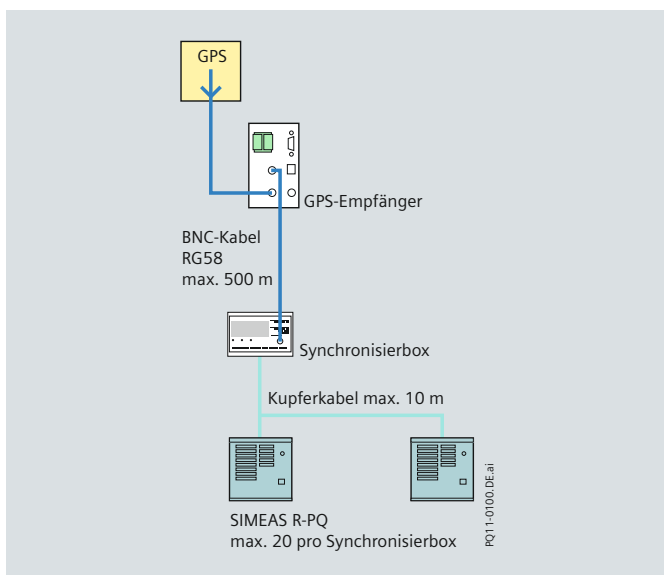 GPS
GPS-Empfänger
BNC-Kabel
RG58
max. 500 m
Synchronisierbox
Kupferkabel max. 10 m
SIMEAS R-PQ
max. 20 pro Synchronisierbox
PQ11-0100.DE.ai